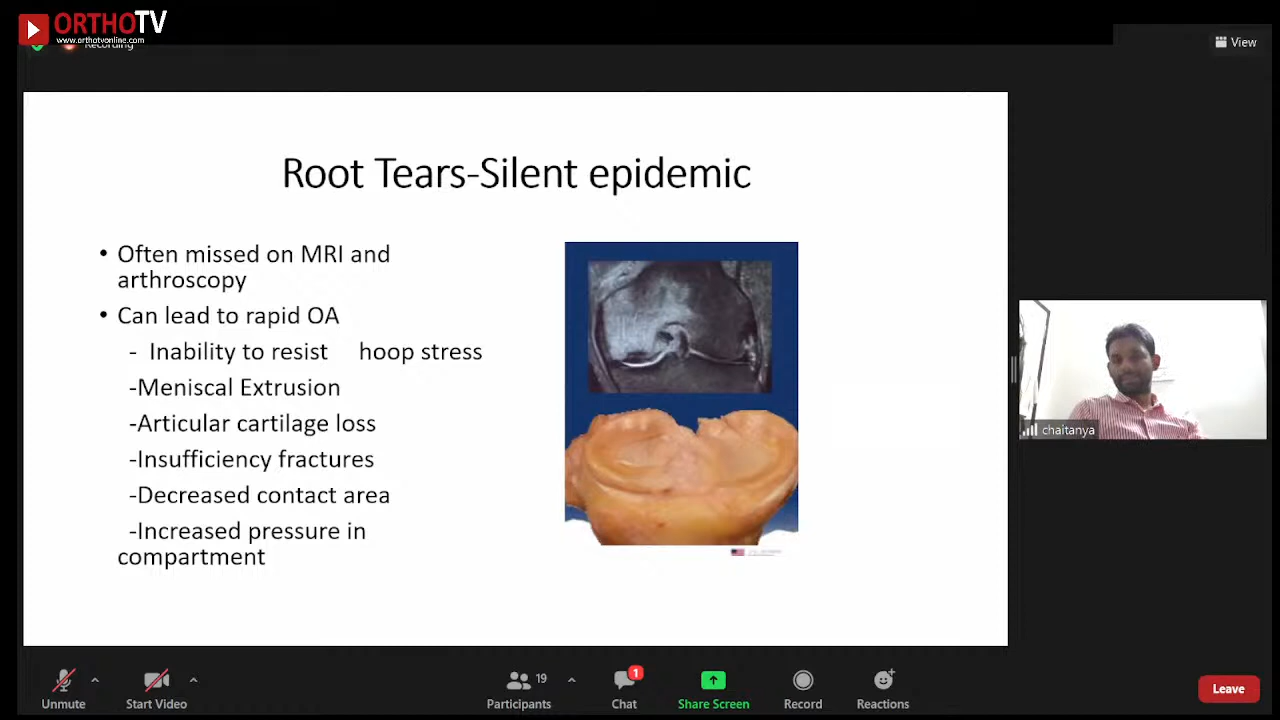 ORTHOTV
www.orthotvonline.com
Recording
View
Root Tears-Silent epidemic
• Often missed on MRI and
arthroscopy
• Can lead to rapid OA
- Inability to resist hoop stress
-Meniscal Extrusion
-Articular cartilage loss
-Insufficiency fractures
-Decreased contact area
-Increased pressure in
compartment
chaitanya
19
1
Unmute
Start Video
Participants
Chat
Share Screen
Record
Reactions
Leave